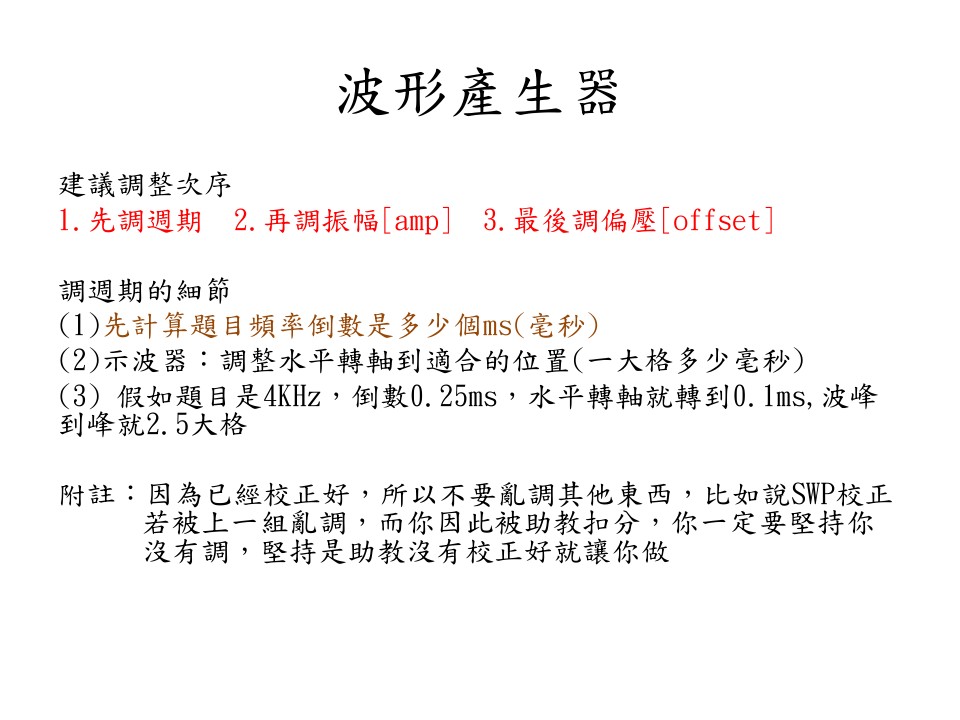 波形產生器
建議調整次序
1.先調週期 2.再調振幅[amp] 3.最後調偏壓[offset]
調週期的細節
(1)先計算題目頻率倒數是多少個ms(毫秒)
(2)示波器：調整水平轉軸到適合的位置(一大格多少毫秒)
(3) 假如題目是4KHz，倒數0.25ms，水平轉軸就轉到0.1ms,波峰
到峰就2.5大格
附註：因為已經校正好，所以不要亂調其他東西，比如說SWP校正
若被上一組亂調，而你因此被助教扣分，你一定要堅持你
沒有調，堅持是助教沒有校正好就讓你做